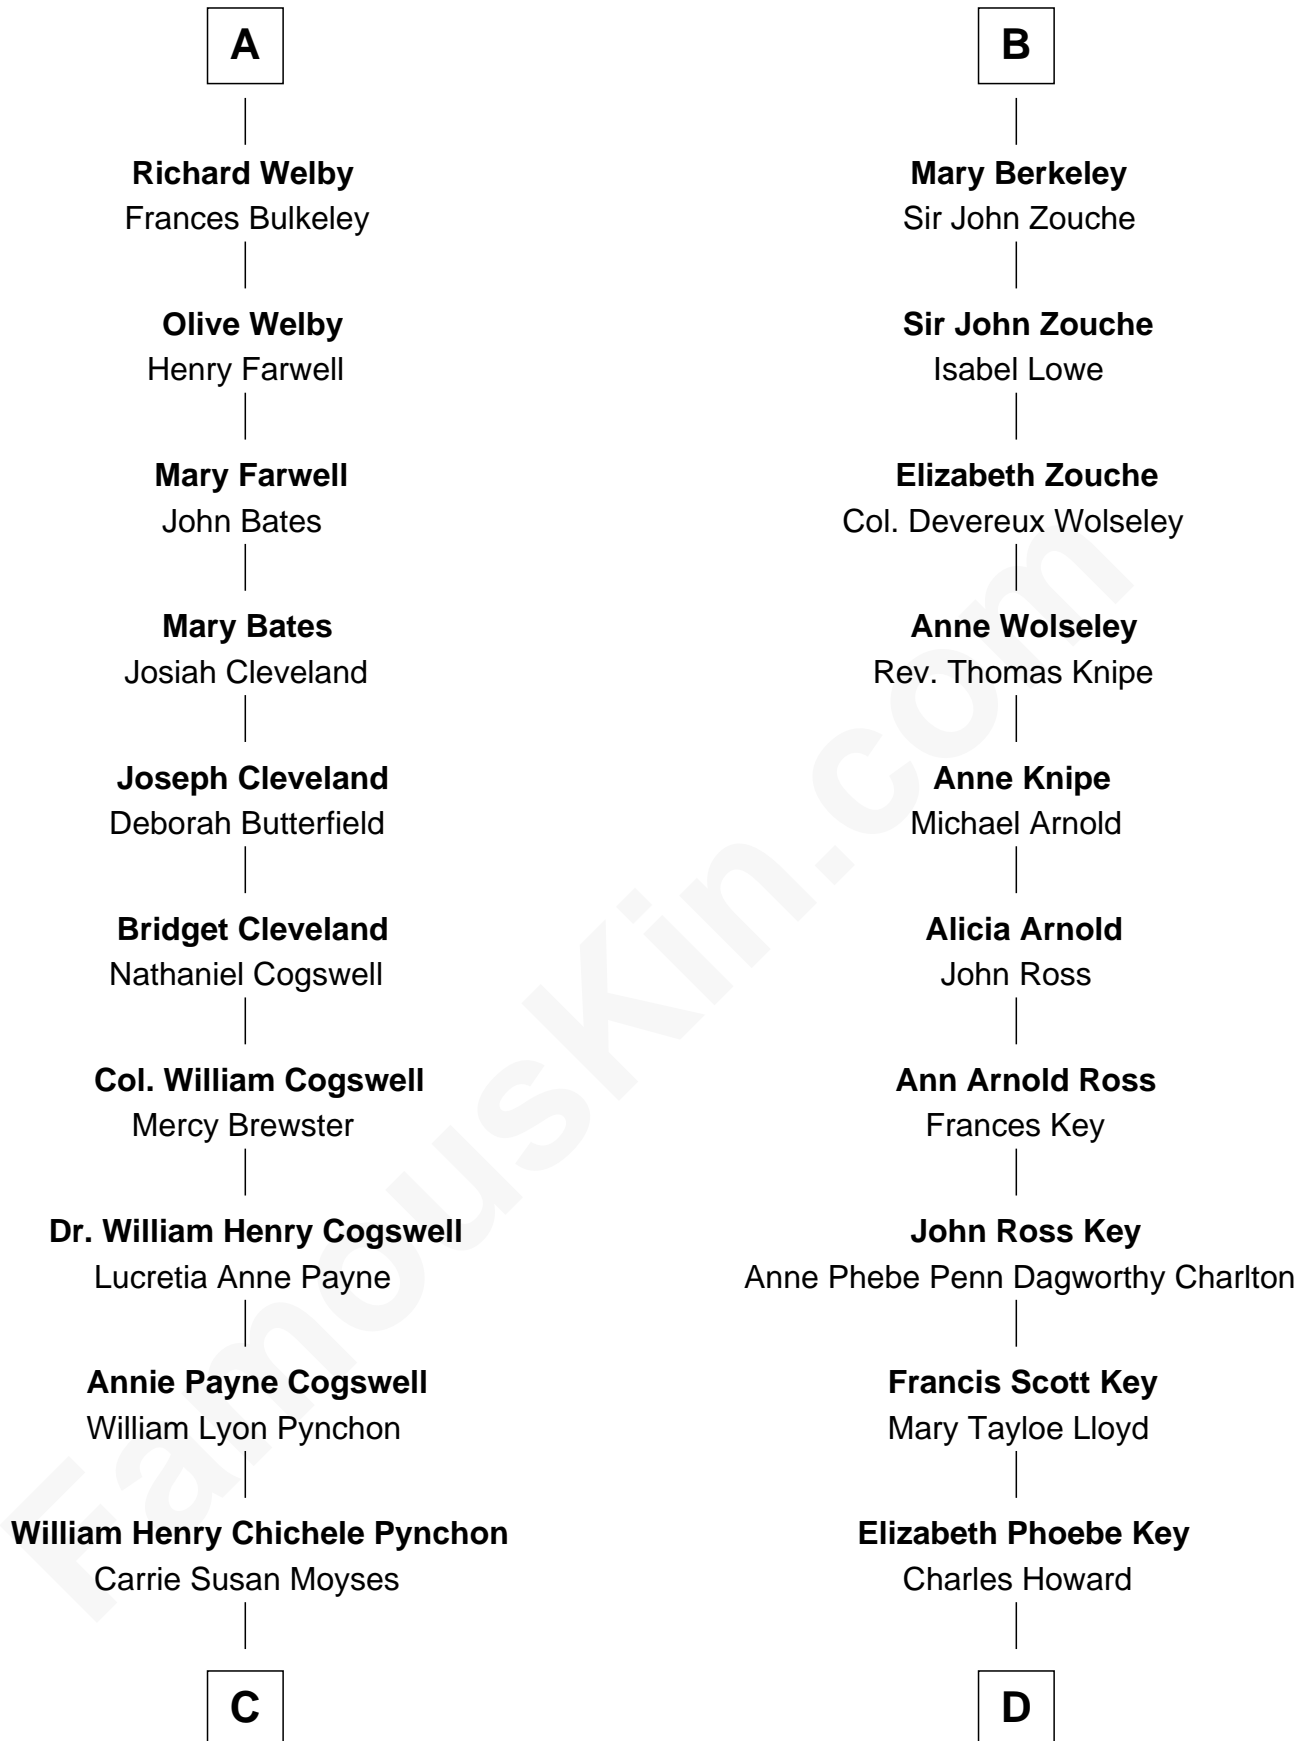 A
Richard Welby
Frances Bulkeley
Olive Welby
Henry Farwell
Mary Farwell
John Bates
Mary Bates
Josiah Cleveland
Joseph Cleveland
Deborah Butterfield
Bridget Cleveland
Nathaniel Cogswell
Col. William Cogswell
Mercy Brewster
Dr. William Henry Cogswell
Lucretia Anne Payne
Annie Payne Cogswell
William Lyon Pynchon
William Henry Chichele Pynchon
Carrie Susan Moyses
C
B
Mary Berkeley
Sir John Zouche
Sir John Zouche
Isabel Lowe
Elizabeth Zouche
Col. Devereux Wolseley
Anne Wolseley
Rev. Thomas Knipe
Anne Knipe
Michael Arnold
Alicia Arnold
John Ross
Ann Arnold Ross
Frances Key
John Ross Key
Anne Phebe Penn Dagworthy Charlton
Francis Scott Key
Mary Tayloe Lloyd
Elizabeth Phoebe Key
Charles Howard
D
FamousKin.com